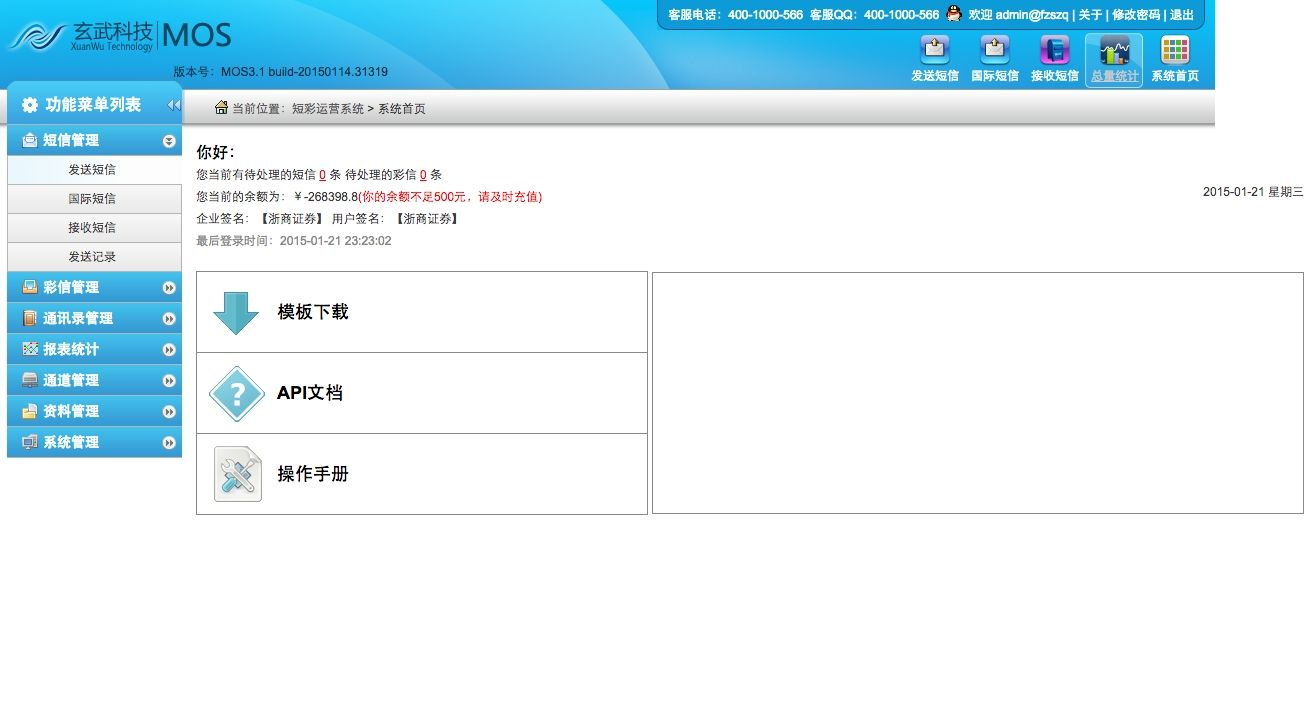 玄武科技
XuanWu Technology
MOS
版本号：MOS3.1 build-20150114.31319
客服电话：400-1000-566 客服QQ：400-1000-566 欢迎 admin@fzszq | 关于 | 修改密码 | 退出
发送短信 国际短信 接收短信 总量统计 系统首页
功能菜单列表
当前位置：短彩运营系统 > 系统首页
短信管理
发送短信
国际短信
接收短信
发送记录
彩信管理
通讯录管理
报表统计
通道管理
资料管理
系统管理
你好：
您当前有待处理的短信 0 条 待处理的彩信 0 条
您当前的余额为：￥-268398.8(你的余额不足500元，请及时充值)
企业签名：【浙商证券】 用户签名：【浙商证券】
最后登录时间：2015-01-21 23:23:02
2015-01-21 星期三
模板下载
API文档
?
操作手册